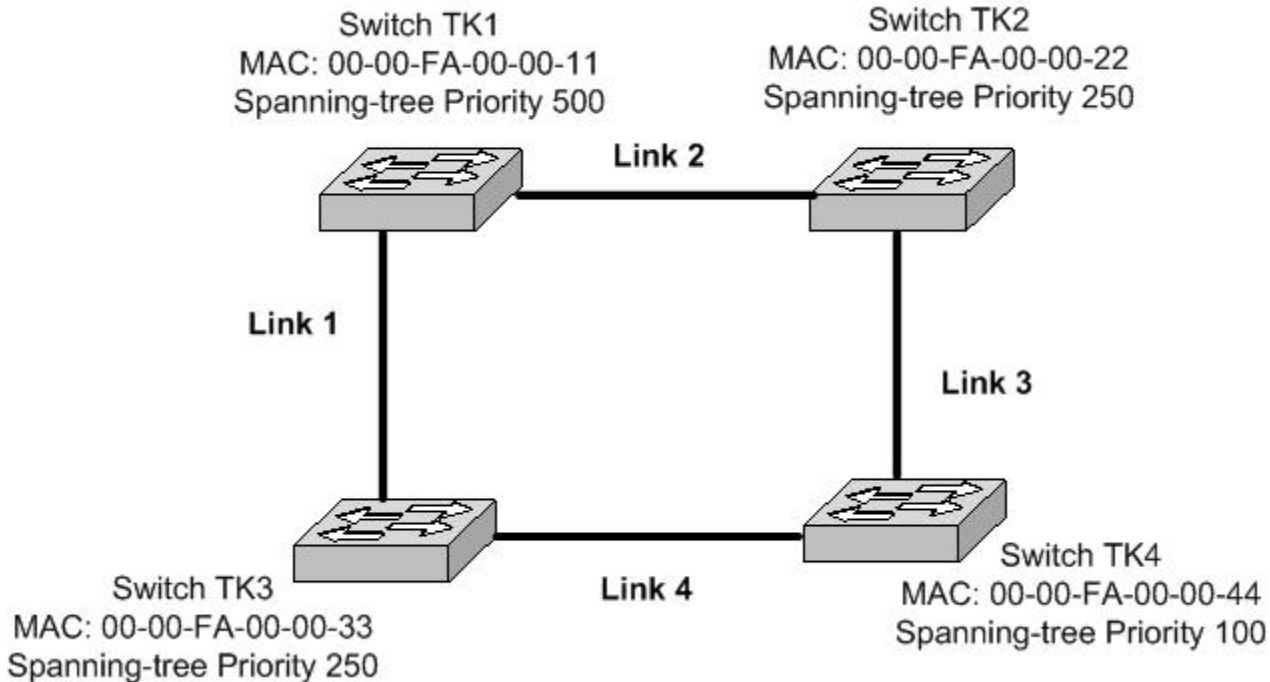 Switch TK1
MAC: 00-00-FA-00-00-11
Spanning-tree Priority 500
Switch TK2
MAC: 00-00-FA-00-00-22
Spanning-tree Priority 250
Link 2
Link 1
Link 3
Link 4
Switch TK3
MAC: 00-00-FA-00-00-33
Spanning-tree Priority 250
Switch TK4
MAC: 00-00-FA-00-00-44
Spanning-tree Priority 100